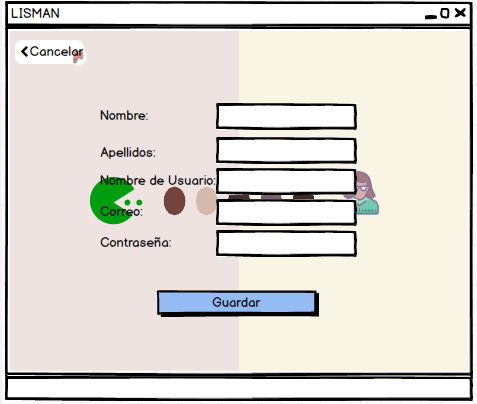 LISMAN
Cancelar
Nombre:
Apellidos:
Nombre de Usuario:
Correo:
Contraseña:
Guardar